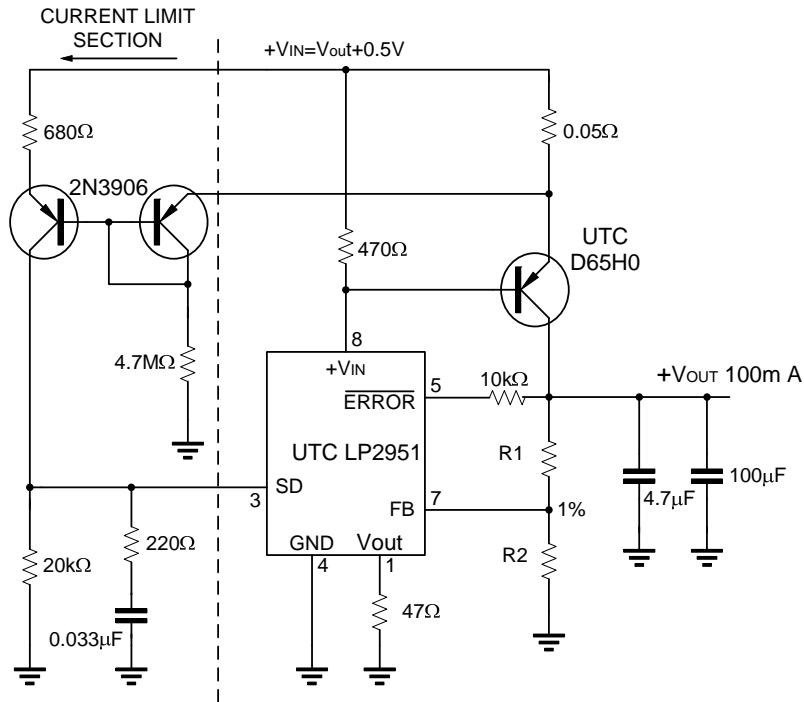 CURRENT LIMIT
SECTION
+VIN=Vout+0.5V
680Ω
0.05Ω
2N3906
470Ω
UTC
D65H0
8
4.7MΩ
+VIN
5
10kΩ
+VOUT 100m A
ERROR
UTC LP2951
R1
SD
3
7
FB
1%
4.7μF
100μF
20kΩ
220Ω
GND
Vout
4
1
R2
47Ω
0.033μF